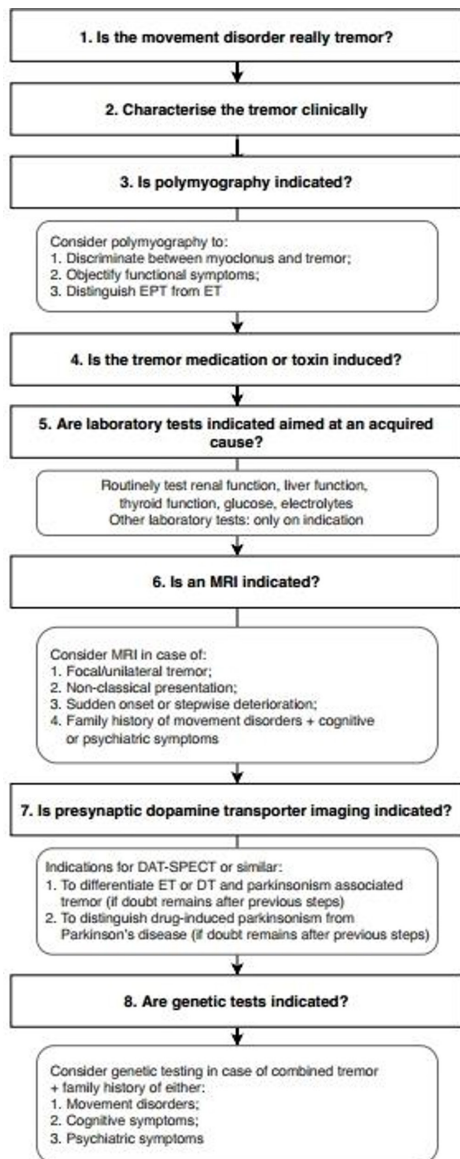 1. Is the movement disorder really tremor?
2. Characterise the tremor clinically
3. Is polymyography indicated?
Consider polymyography to:
1. Discriminate between myoclonus and tremor;
2. Objectify functional symptoms;
3. Distinguish EPT from ET
4. Is the tremor medication or toxin induced?
5. Are laboratory tests indicated aimed at an acquired
cause?
Routinely test renal function, liver function,
thyroid function, glucose, electrolytes
Other laboratory tests: only on indication
6. Is an MRI indicated?
Consider MRI in case of:
1. Focal/unilateral tremor;
2. Non-classical presentation;
3. Sudden onset or stepwise deterioration;
4. Family history of movement disorders + cognitive
or psychiatric symptoms
7. Is presynaptic dopamine transporter imaging indicated?
Indications for DAT-SPECT or similar:
1. To differentiate ET or DT and parkinsonism associated
tremor (if doubt remains after previous steps)
2. To distinguish drug-induced parkinsonism from
Parkinson's disease (if doubt remains after previous steps)
8. Are genetic tests indicated?
Consider genetic testing in case of combined tremor
+ family history of either:
1. Movement disorders;
2. Cognitive symptoms;
3. Psychiatric symptoms